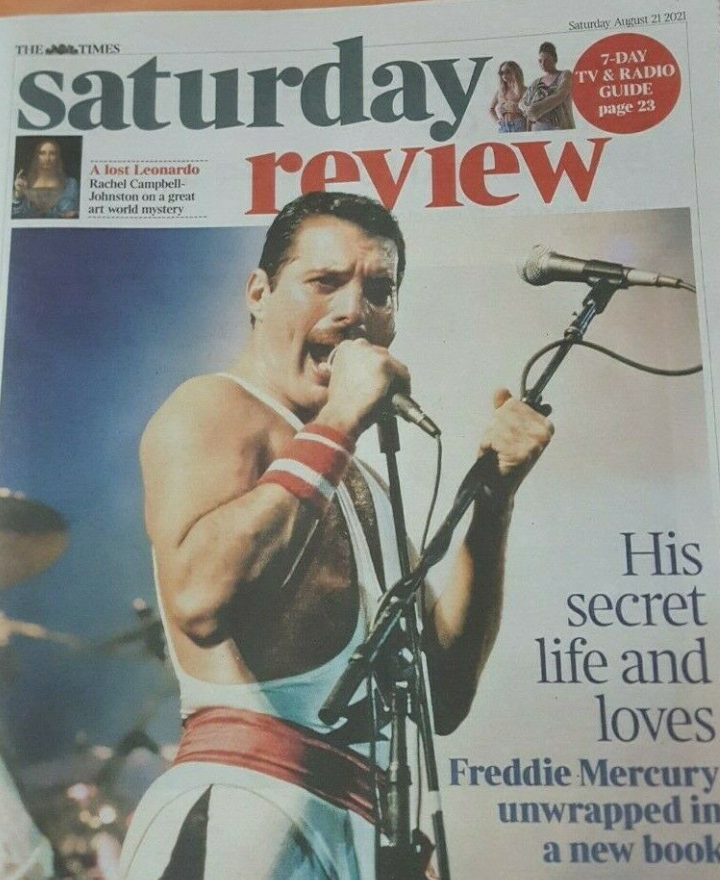 Saturday August 21 2021
THE TIMES
saturday
review
7-DAY
TV & RADIO
GUIDE
page 23
A lost Leonardo
Rachel Campbell-
Johnston on a great
art world mystery
His
secret
life and
loves
Freddie Mercury
unwrapped in
a new book